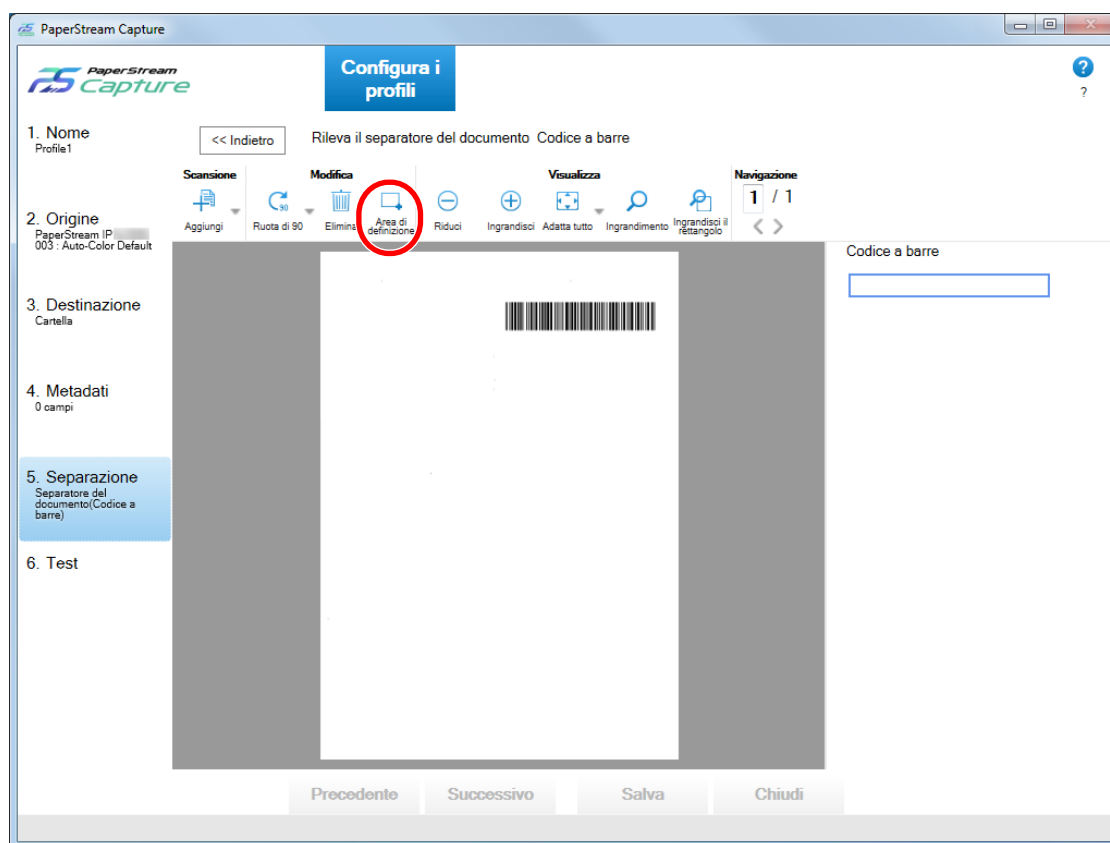 PaperStream Capture
PaperStream
Capture
Configura i
profili
?
?
1. Nome
Profile1
<< Indietro
Rileva il separatore del documento Codice a barre
Scansione
Modifica
Visualizza
Navigazione
90
1 / 1
Aggiungi
Ruota di 90
Elimina
Area di
definizione
Riduci
Ingrandisci
Adatta tutto
Ingrandimento
Ingrandisci il
rettangolo
2. Origine
PaperStream IP
003 : Auto-Color Default
Codice a barre
3. Destinazione
Cartella
4. Metadati
0 campi
5. Separazione
Separatore del
documento(Codice a
barre)
6. Test
Precedente
Successivo
Salva
Chiudi